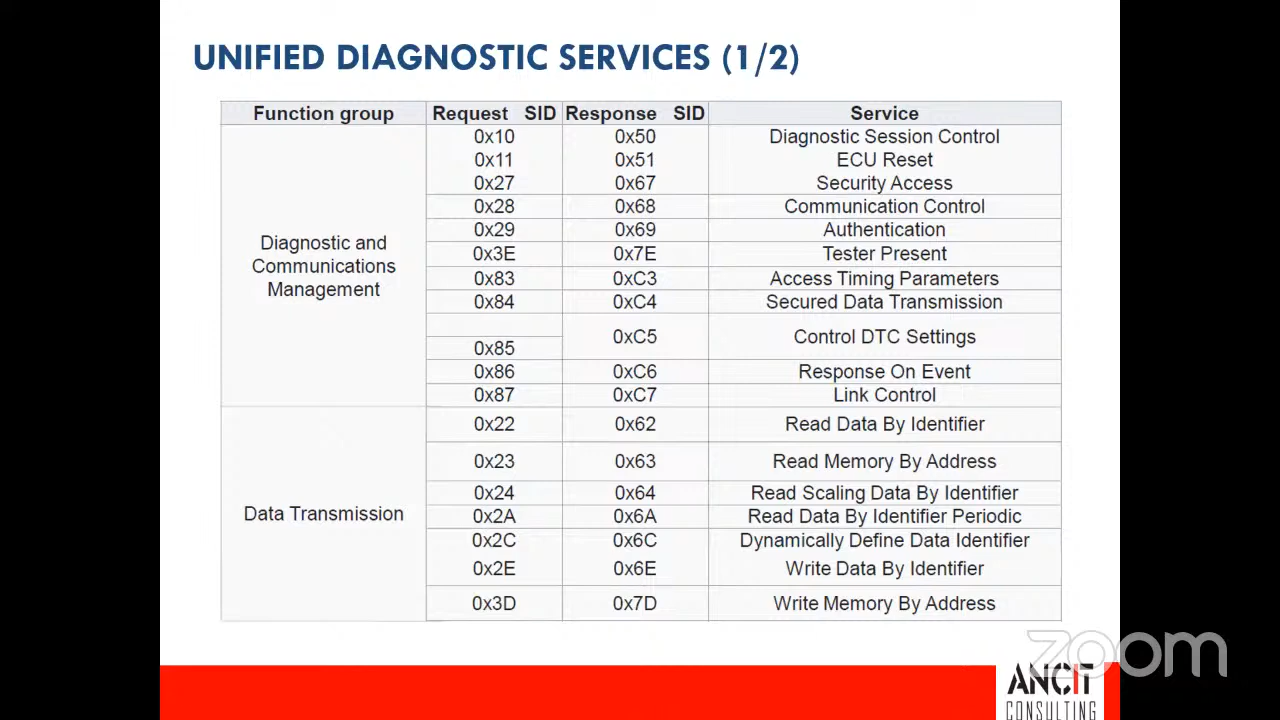 UNIFIED DIAGNOSTIC SERVICES (1/2)
Function group Request SID Response SID Service
0x10 0x50 Diagnostic Session Control
0x11 0x51 ECU Reset
0x27 0x67 Security Access
0x28 0x68 Communication Control
0x29 0x69 Authentication
Diagnostic and
Communications
Management
0x3E 0x7E Tester Present
0x83 0xC3 Access Timing Parameters
0x84 0xC4 Secured Data Transmission
0x85 0xC5 Control DTC Settings
0x86 0xC6 Response On Event
0x87 0xC7 Link Control
Data Transmission
0x22 0x62 Read Data By Identifier
0x23 0x63 Read Memory By Address
0x24 0x64 Read Scaling Data By Identifier
0x2A 0x6A Read Data By Identifier Periodic
0x2C 0x6C Dynamically Define Data Identifier
0x2E 0x6E Write Data By Identifier
0x3D 0x7D Write Memory By Address
zoom
ANCIT
CONSULTING